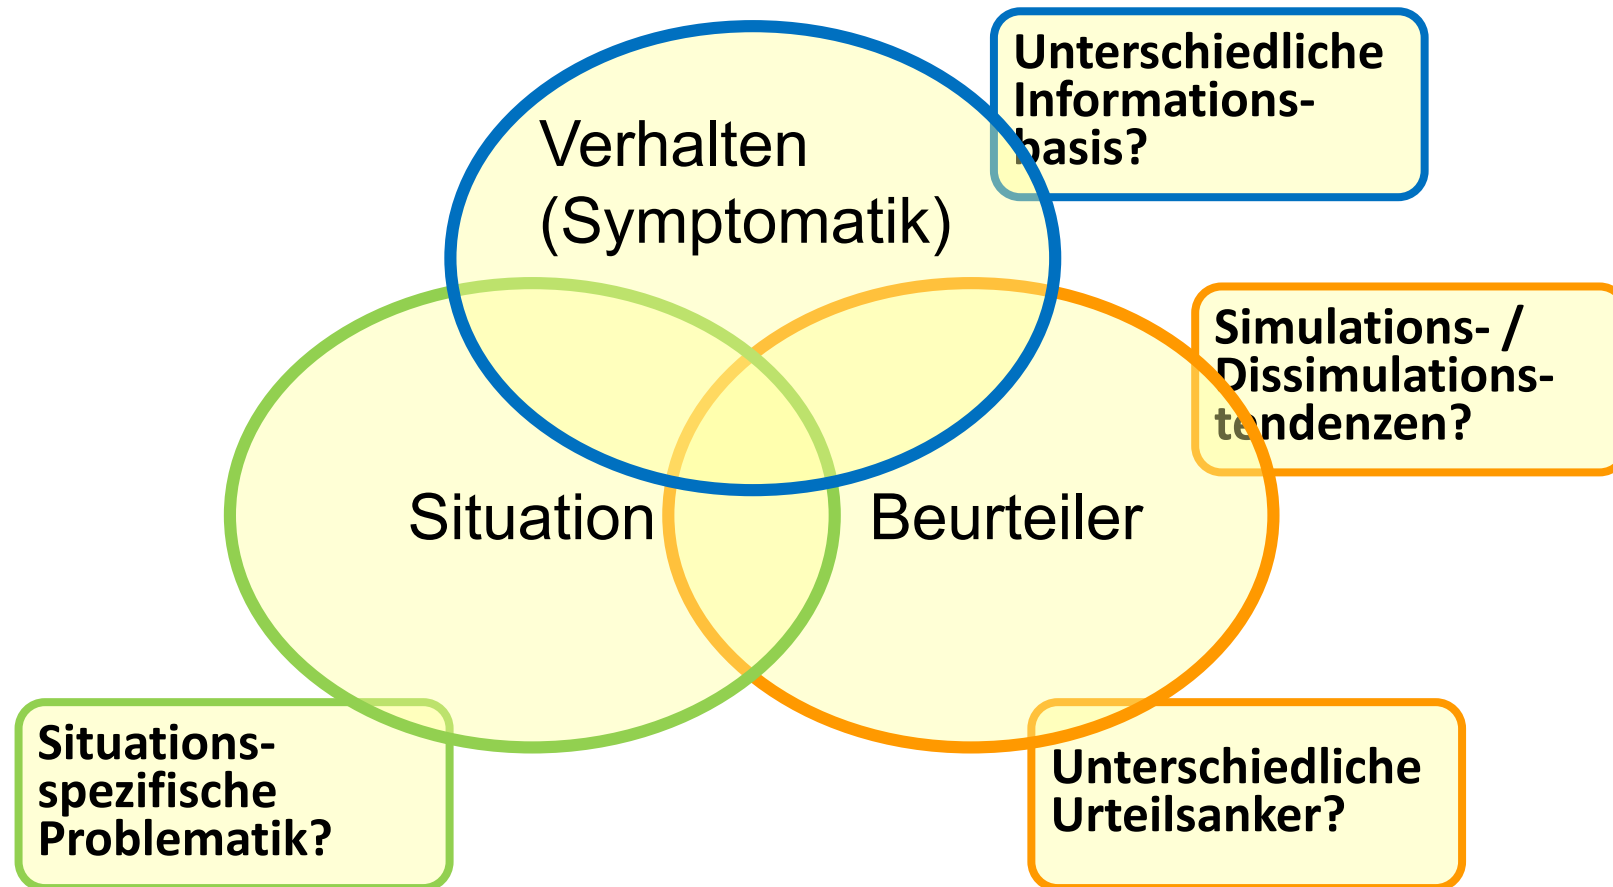 Unterschiedliche
Informations-
basis?
Verhalten
(Symptomatik)
Simulations- /
Dissimulations-
tendenzen?
Situation
Beurteiler
Situations-
spezifische
Problematik?
Unterschiedliche
Urteilsanker?